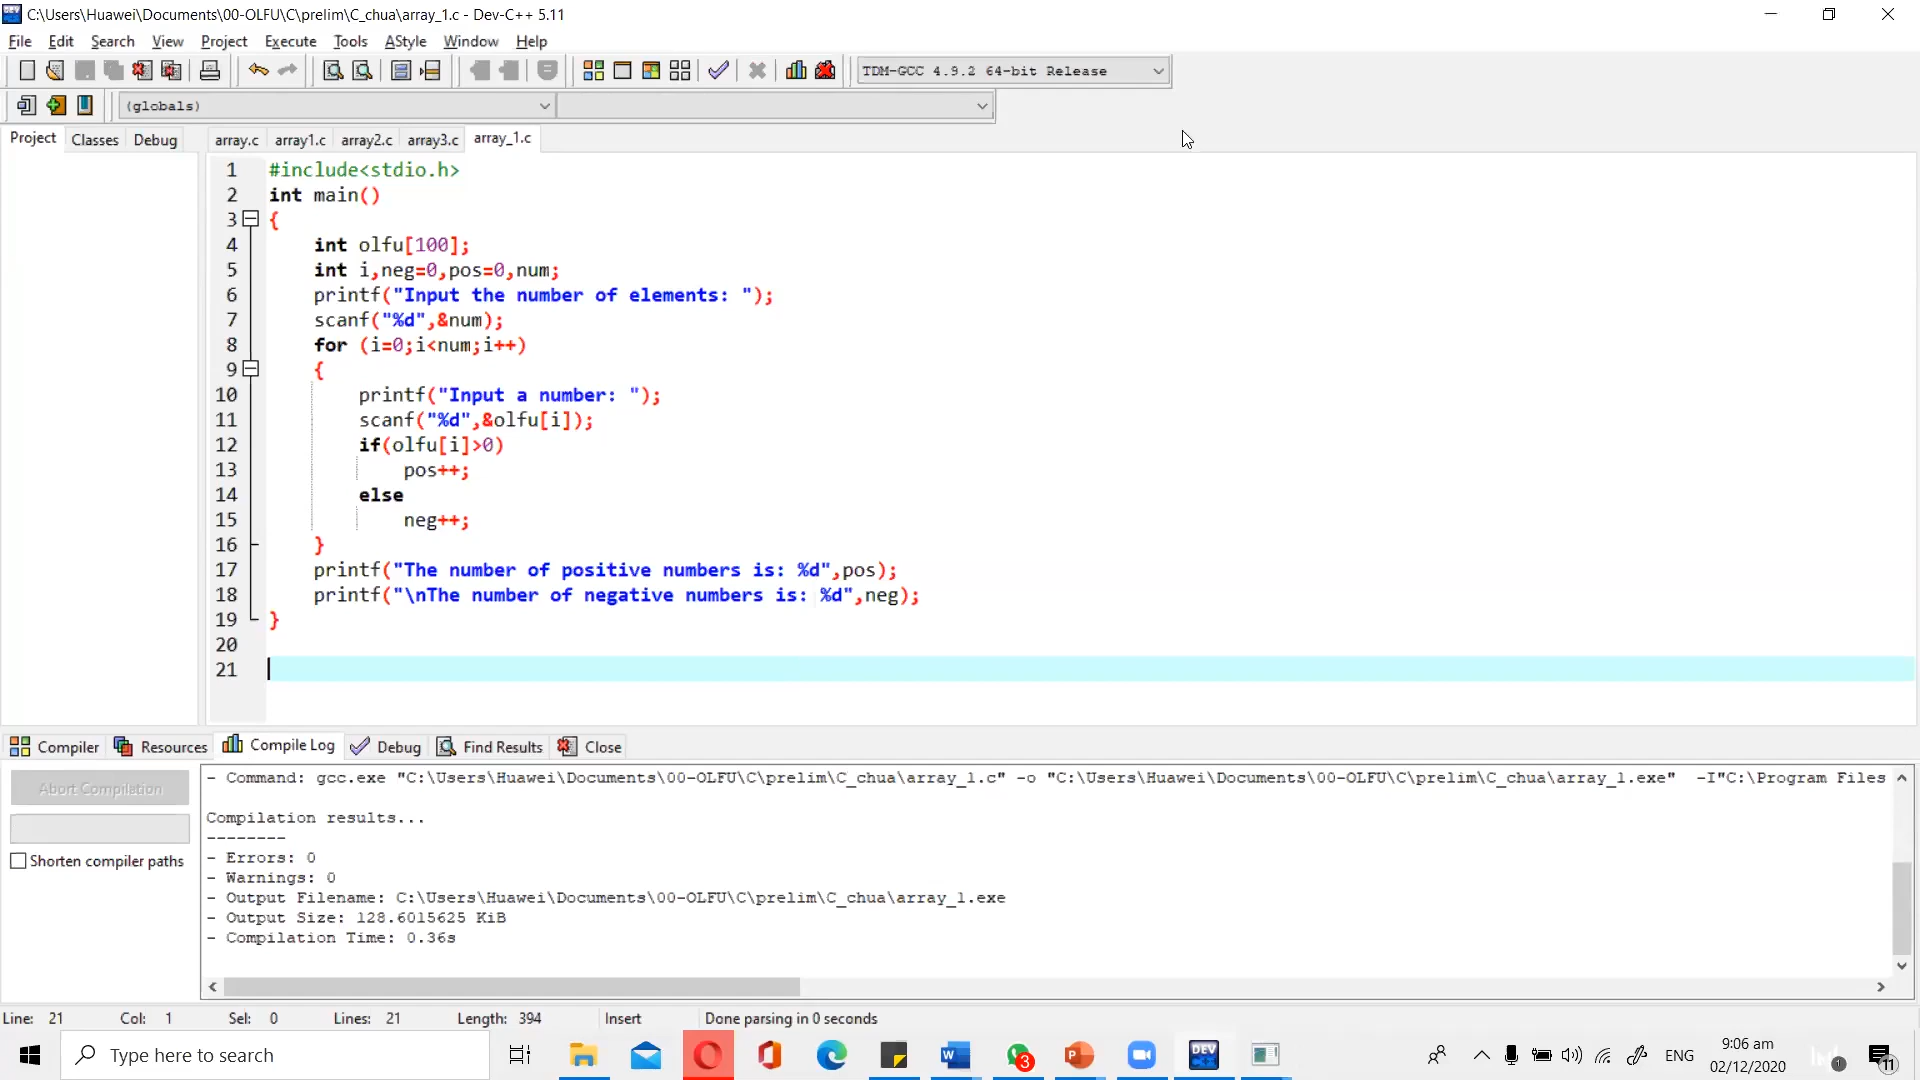 C:\Users\Huawei\Documents\00-OLFU\C\prelim\C_chua\array_1.c - Dev-C++ 5.11
File Edit Search View Project Execute Tools AStyle Window Help
TDM-GCC 4.9.2 64-bit Release
(globals)
Project Classes Debug array.c array1.c array2.c array3.c array_1.c
1 #include<stdio.h>
2 int main()
3 {
4 int olfu[100];
5 int i,neg=0,pos=0,num;
6 printf("Input the number of elements: ");
7 scanf("%d",&num);
8 for (i=0;i<num;i++)
9 {
10 printf("Input a number: ");
11 scanf("%d",&olfu[i]);
12 if(olfu[i]>0)
13 pos++;
14 else
15 neg++;
16 }
17 printf("The number of positive numbers is: %d",pos);
18 printf("\nThe number of negative numbers is: %d",neg);
19 }
20
21
Compiler Resources Compile Log Debug Find Results Close
Abort Compilation
Shorten compiler paths
- Command: gcc.exe "C:\Users\Huawei\Documents\00-OLFU\C\prelim\C_chua\array_1.c" -o "C:\Users\Huawei\Documents\00-OLFU\C\prelim\C_chua\array_1.exe" -I"C:\Program Files
Compilation results...
--------
- Errors: 0
- Warnings: 0
- Output Filename: C:\Users\Huawei\Documents\00-OLFU\C\prelim\C_chua\array_1.exe
- Output Size: 128.6015625 KiB
- Compilation Time: 0.36s
Line: 21 Col: 1 Sel: 0 Lines: 21 Length: 394 Insert Done parsing in 0 seconds
Type here to search
3
DEV
ENG
9:06 am
02/12/2020
1
11